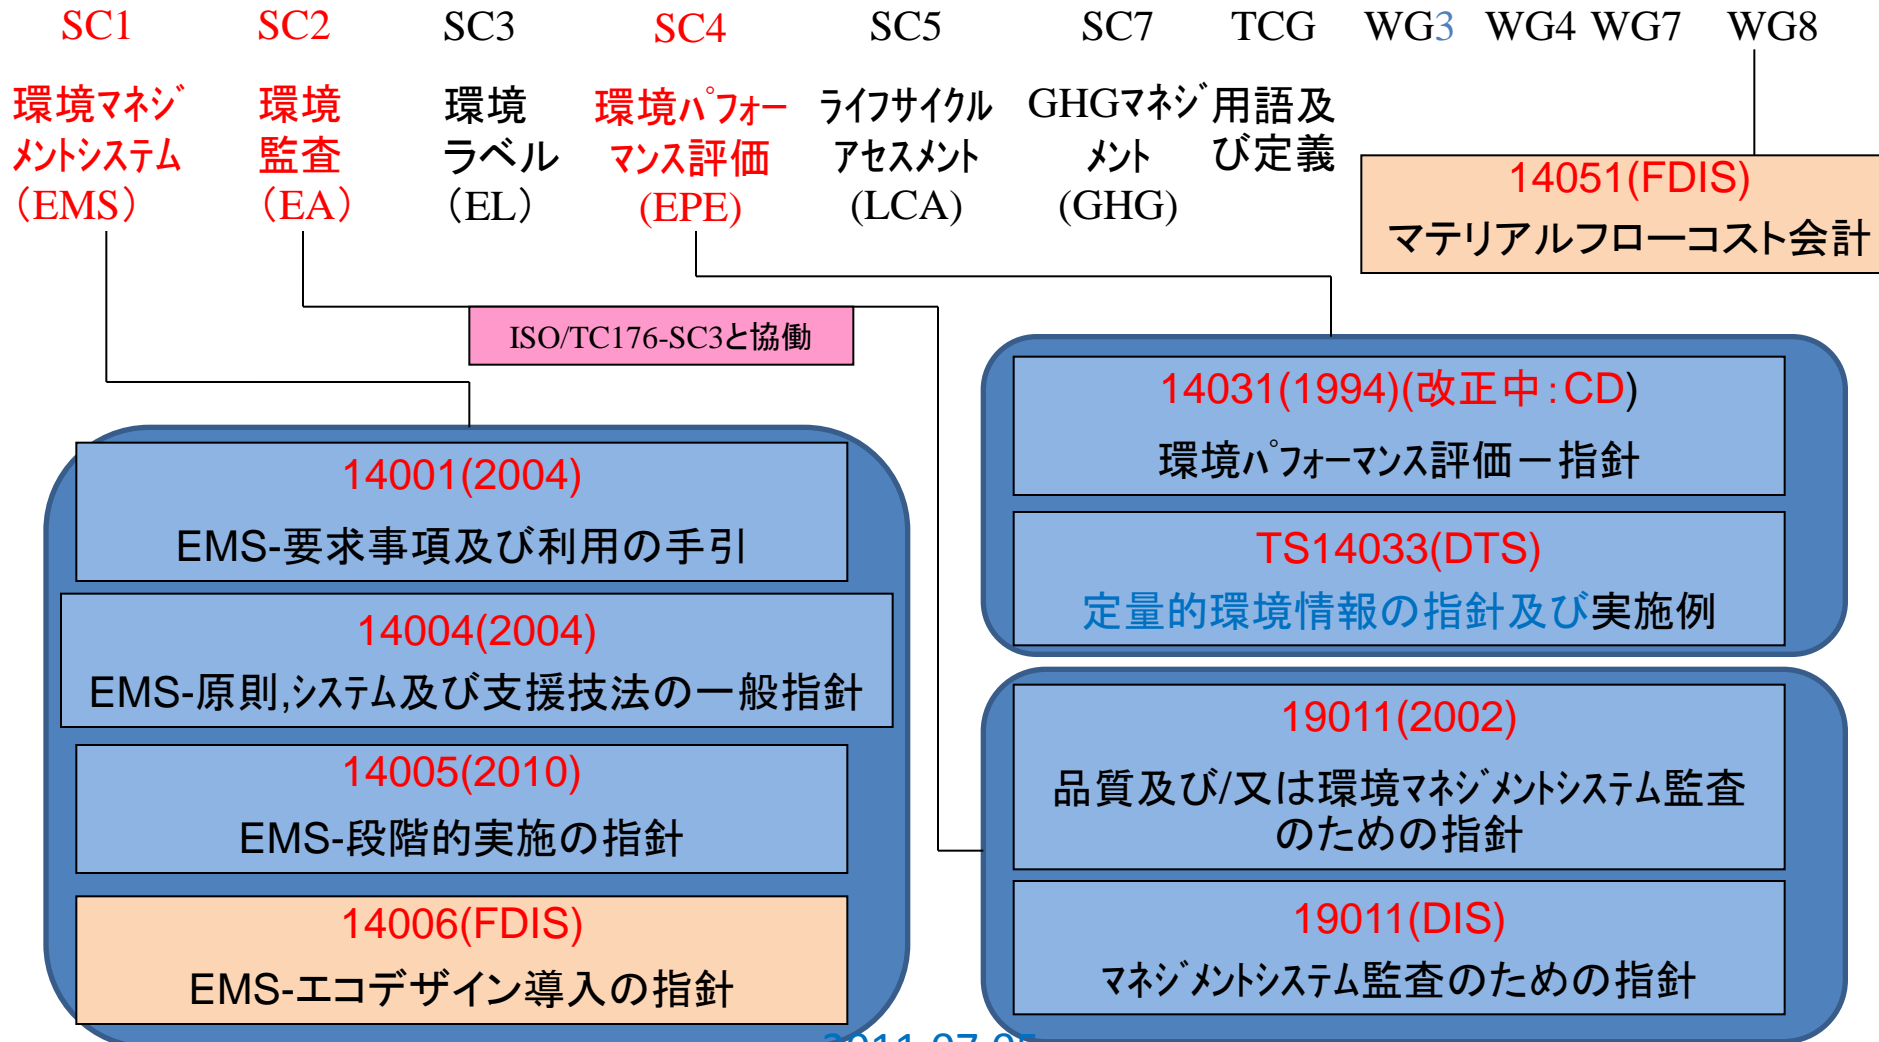 SC1 SC2 SC3 SC4 SC5 SC7 TCG WG3 WG4 WG7 WG8
環境マネジ
メントシステム
（EMS）
環境
監査
（EA）
環境
ラベル
（EL）
環境パフォー
マンス評価
(EPE)
ライフサイクル
アセスメント
(LCA)
GHGマネジ
メント
(GHG)
用語及
び定義
14051(FDIS)
マテリアルフローコスト会計
ISO/TC176-SC3と協働
14001(2004)
EMS-要求事項及び利用の手引
14004(2004)
EMS-原則,システム及び支援技法の一般指針
14005(2010)
EMS-段階的実施の指針
14006(FDIS)
EMS-エコデザイン導入の指針
14031(1994)(改正中：CD)
環境パフォーマンス評価－指針
TS14033(DTS)
定量的環境情報の指針及び実施例
19011(2002)
品質及び/又は環境マネジメントシステム監査
のための指針
19011(DIS)
マネジメントシステム監査のための指針